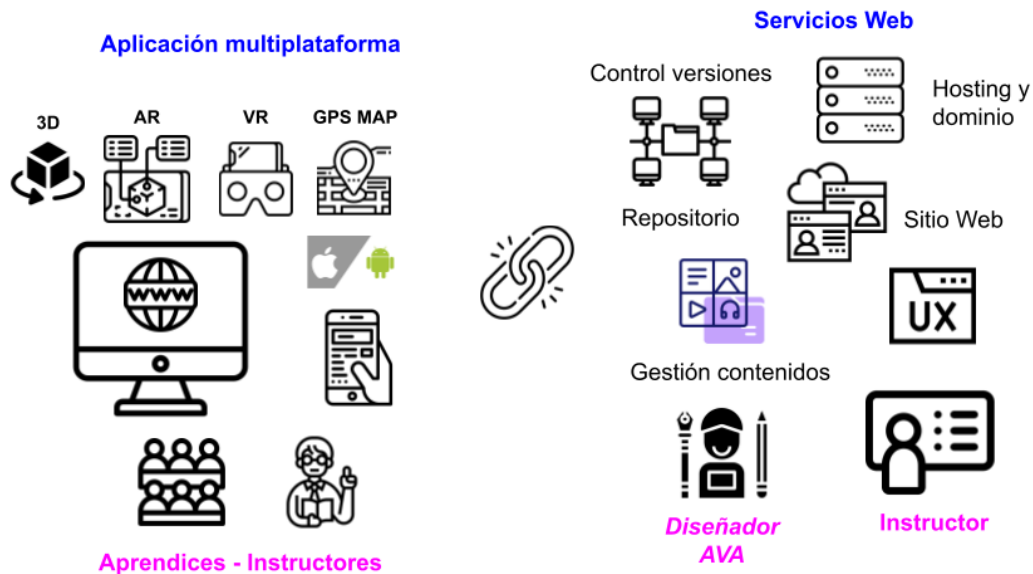 Aplicación multiplataforma
3D
AR
VR
GPS MAP
WWW
Aprendices - Instructores
Servicios Web
Control versiones
Hosting y
dominio
Repositorio
Sitio Web
UX
Gestión contenidos
Diseñador
AVA
Instructor